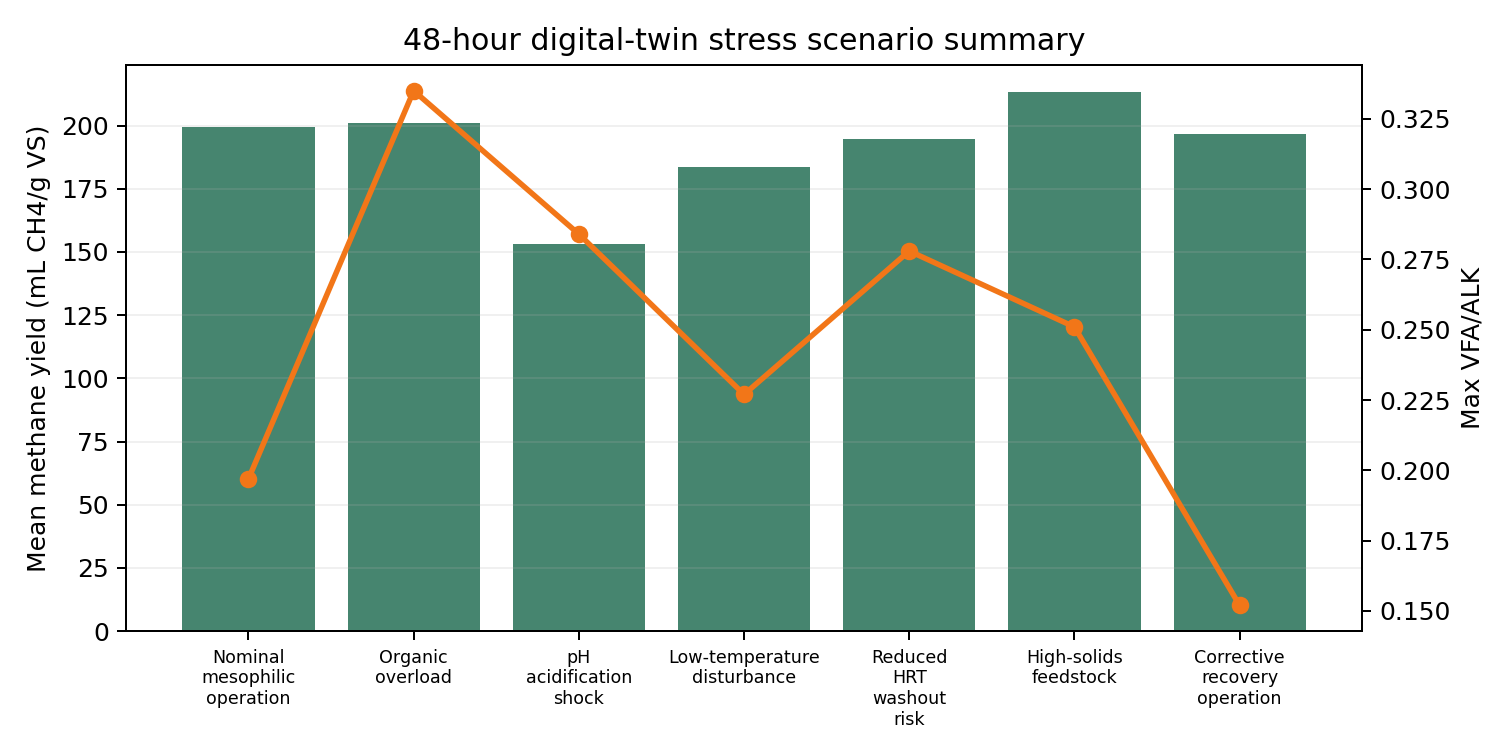 48-hour digital-twin stress scenario summary
Mean methane yield (mL CH4/g VS)
200
175
150
125
100
75
50
25
0
0.325
0.300
0.275
0.250
0.225
0.200
0.175
0.150
Max VFA/ALK
Nominal
mesophilic
operation
Organic
overload
pH
acidification
shock
Low-temperature
disturbance
Reduced
HRT
washout
risk
High-solids
feedstock
Corrective
recovery
operation